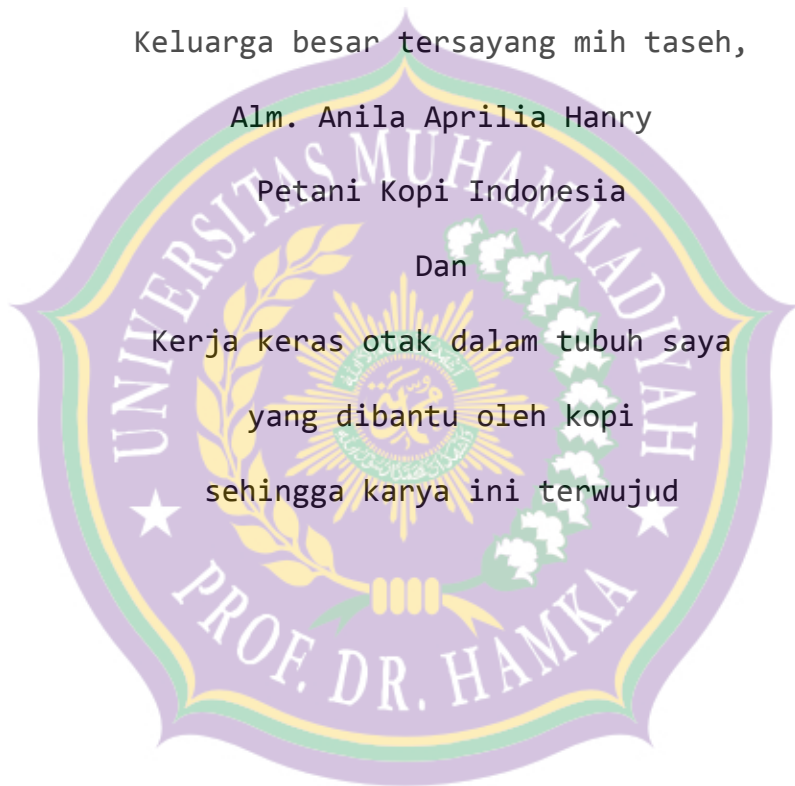 Keluarga besar tersayang mih taseh,
Alm. Anila Aprilia Hanry
Petani Kopi Indonesia
Dan
Kerja keras otak dalam tubuh saya
yang dibantu oleh kopi
sehingga karya ini terwujud
UNIVERSITAS MUHAMMADIYAH
PROF. DR. HAMKA